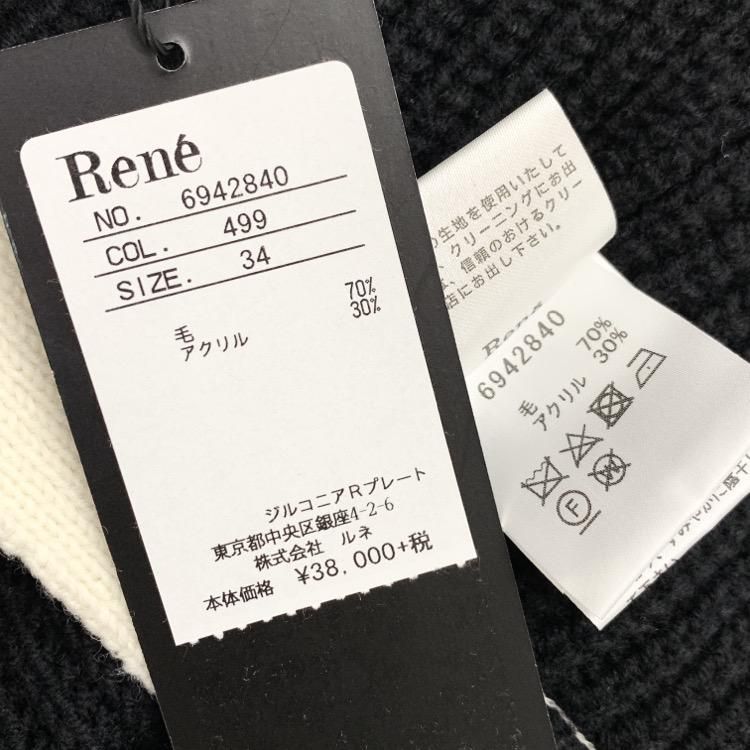 René
NO. 6942840
COL. 499
SIZE. 34
毛 70%
アクリル 30%
ジルコニアRプレート
東京都中央区銀座4-2-6
株式会社 ルネ
本体価格 ¥38,000+税
の生地を使用いたして
、クリーニングにお出
信頼のおけるクリー
店にお出し下さい。
René
6942840
毛 70%
アクリル 30%
F